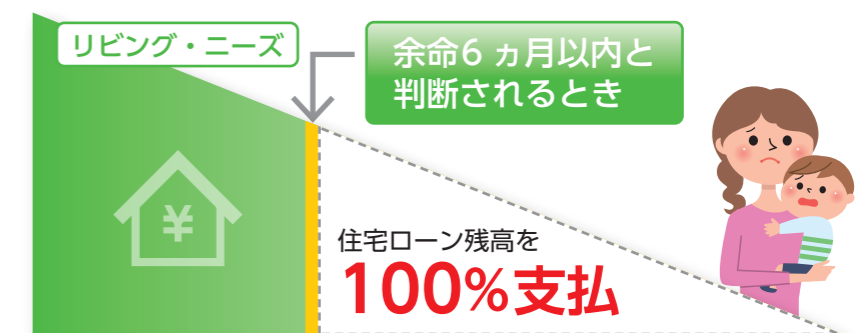 リビング・ニーズ
余命6 ヵ月以内と
判断されるとき
¥
住宅ローン残高を
100%支払